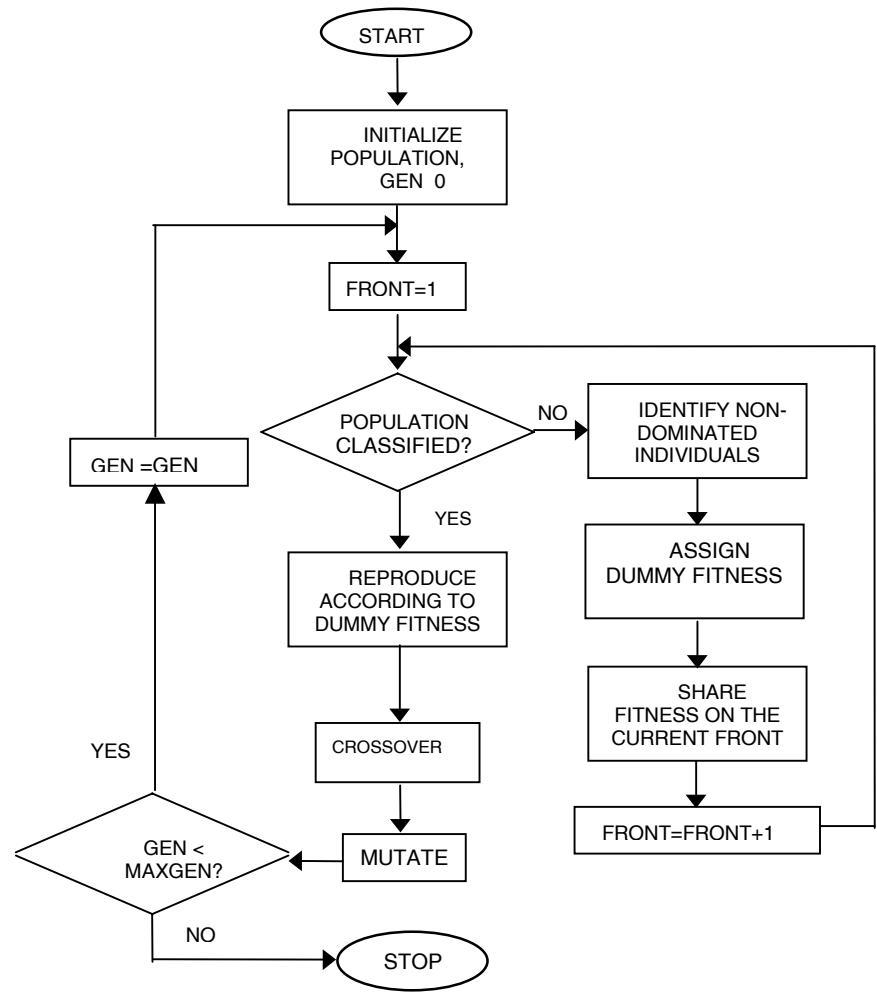 START
INITIALIZE
POPULATION,
GEN 0
FRONT=1
POPULATION
CLASSIFIED?
NO
IDENTIFY NON-
DOMINATED
INDIVIDUALS
GEN =GEN
YES
ASSIGN
DUMMY FITNESS
REPRODUCE
ACCORDING TO
DUMMY FITNESS
SHARE
FITNESS ON THE
CURRENT FRONT
CROSSOVER
YES
FRONT=FRONT+1
GEN <
MAXGEN?
MUTATE
NO
STOP